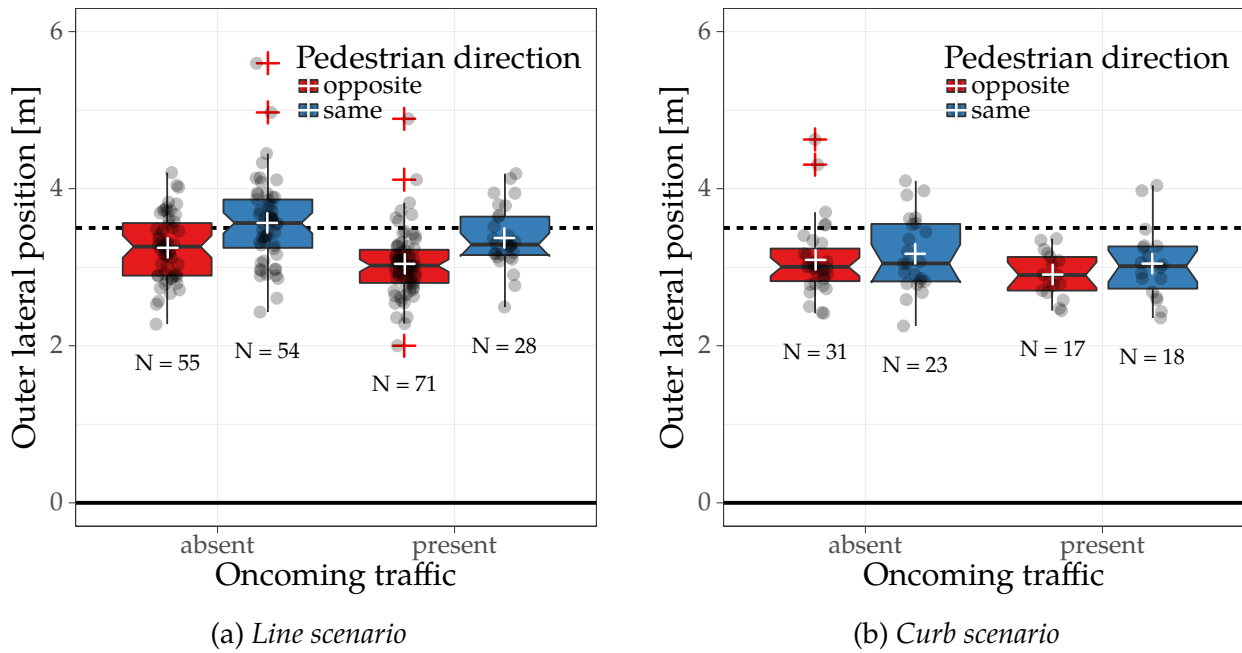 Outer lateral position [m]
6
4
2
0
Pedestrian direction
opposite
same
N = 55
N = 54
N = 71
N = 28
absent
present
Oncoming traffic
(a) Line scenario
Outer lateral position [m]
6
4
2
0
Pedestrian direction
opposite
same
N = 31
N = 23
N = 17
N = 18
absent
present
Oncoming traffic
(b) Curb scenario